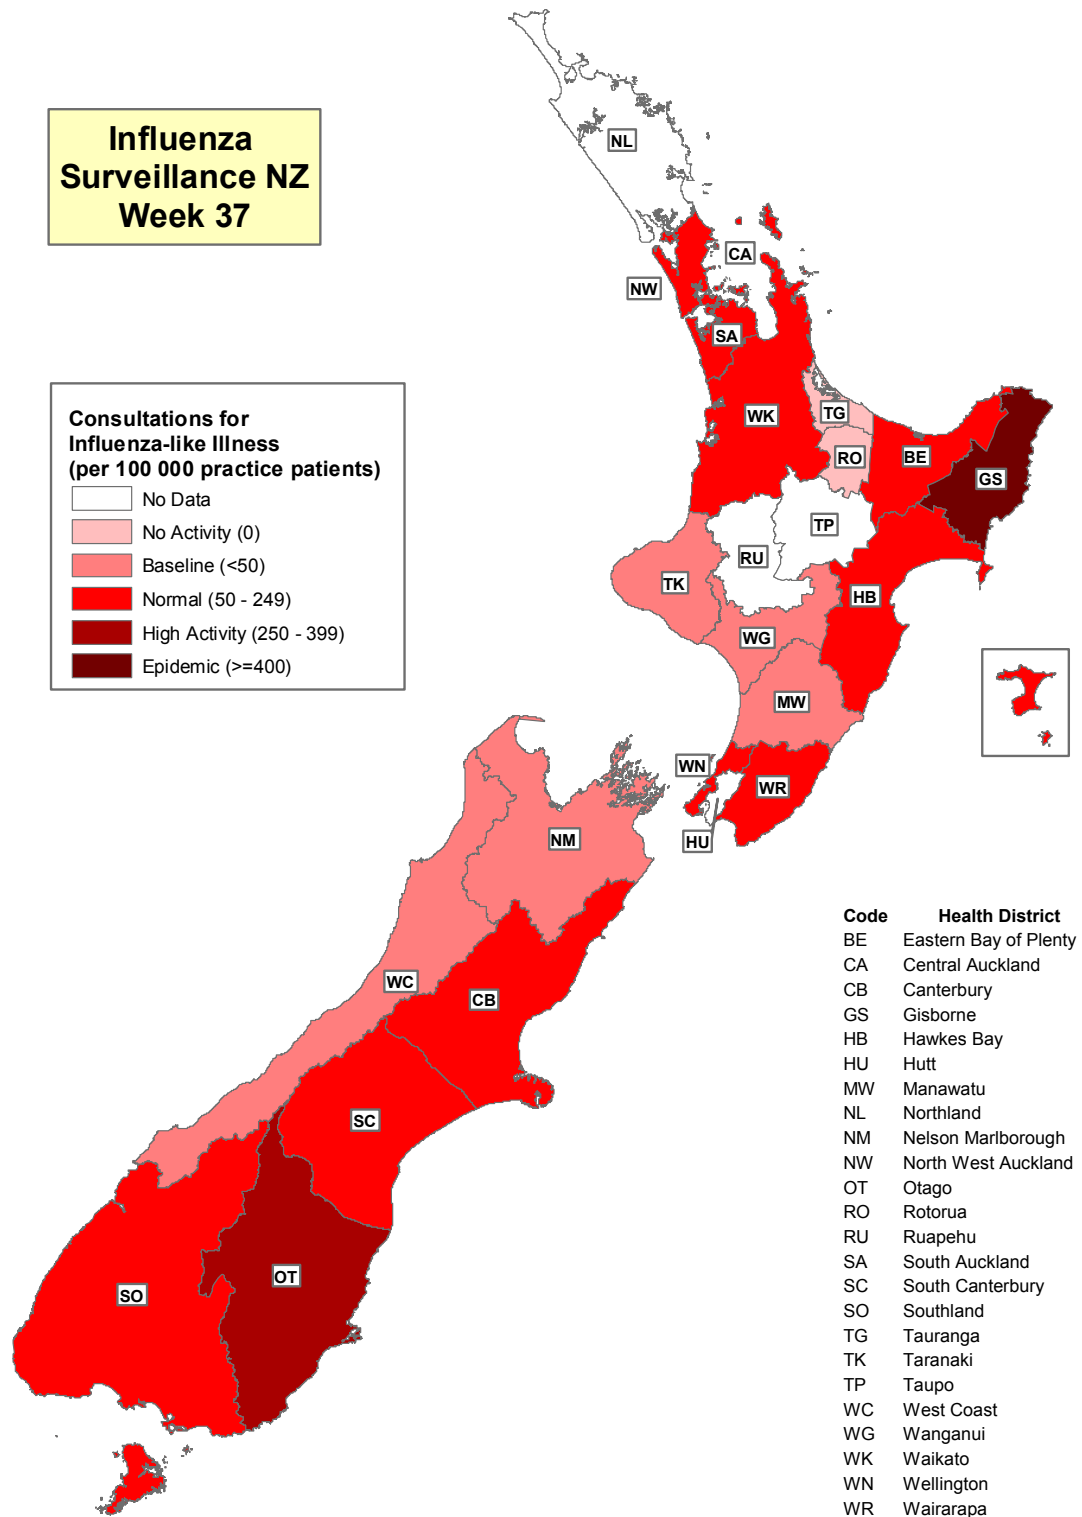 Influenza
Surveillance NZ
Week 37
NL
CA
NW
SA
WK
TG
RO
BE
GS
TP
RU
TK
HB
WG
MW
WN
WR
HU
NM
WC
CB
SC
OT
SO
Consultations for
Influenza-like Illness
(per 100 000 practice patients)
No Data
No Activity (0)
Baseline (<50)
Normal (50 - 249)
High Activity (250 - 399)
Epidemic (>=400)
Code Health District
BE Eastern Bay of Plenty
CA Central Auckland
CB Canterbury
GS Gisborne
HB Hawkes Bay
HU Hutt
MW Manawatu
NL Northland
NM Nelson Marlborough
NW North West Auckland
OT Otago
RO Rotorua
RU Ruapehu
SA South Auckland
SC South Canterbury
SO Southland
TG Tauranga
TK Taranaki
TP Taupo
WC West Coast
WG Wanganui
WK Waikato
WN Wellington
WR Wairarapa